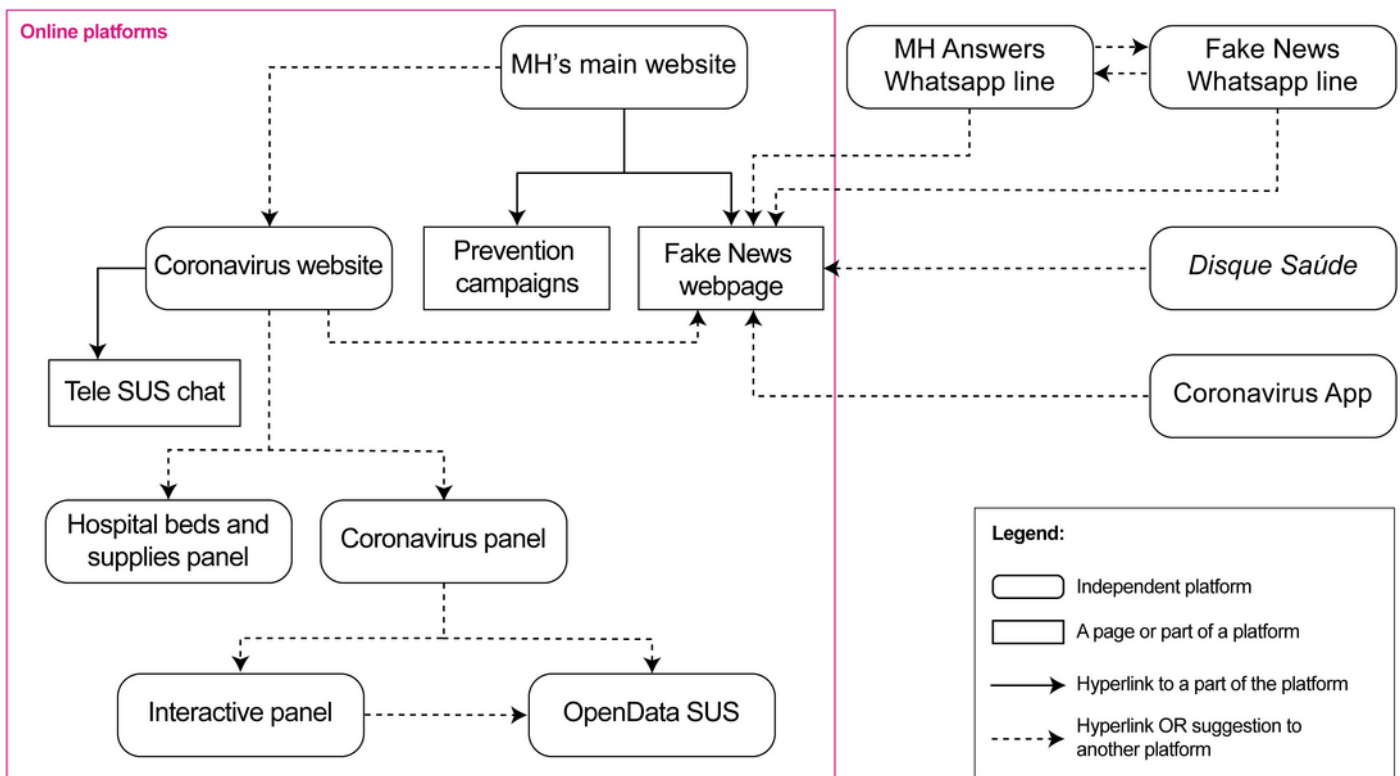 Online platforms
MH's main website
MH Answers
Whatsapp line
Fake News
Whatsapp line
Coronavirus website
Prevention
campaigns
Fake News
webpage
Disque Saúde
Tele SUS chat
Coronavirus App
Hospital beds and
supplies panel
Coronavirus panel
Interactive panel
OpenData SUS
Legend:
Independent platform
A page or part of a platform
Hyperlink to a part of the platform
Hyperlink OR suggestion to
another platform